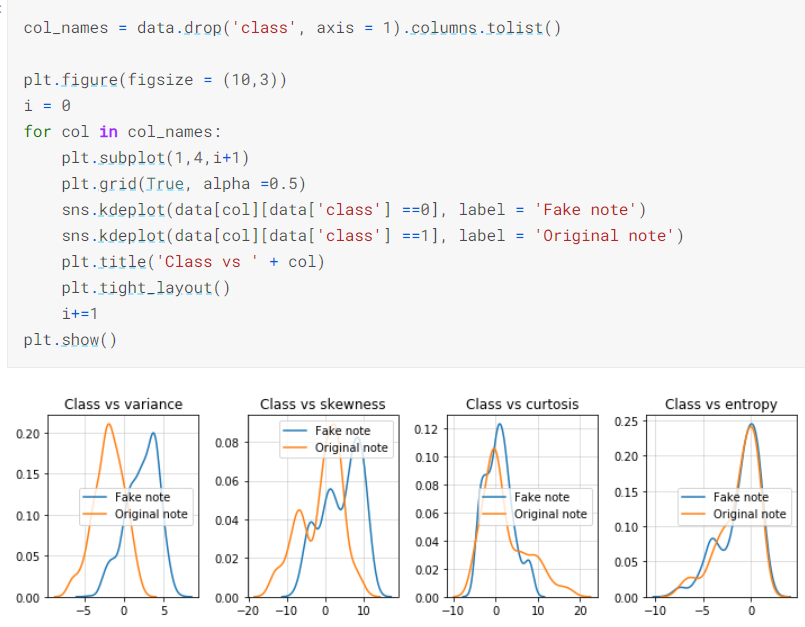 col_names = data.drop('class', axis = 1).columns.tolist()
plt.figure(figsize = (10,3))
i = 0
for col in col_names:
    plt.subplot(1,4,i+1)
    plt.grid(True, alpha =0.5)
    sns.kdeplot(data[col][data['class'] ==0], label = 'Fake note')
    sns.kdeplot(data[col][data['class'] ==1], label = 'Original note')
    plt.title('Class vs ' + col)
    plt.tight_layout()
    i+=1
plt.show()
Class vs variance
0.20
0.15
0.10
0.05
0.00
Fake note
Original note
−5 0 5
Class vs skewness
0.08
0.06
0.04
0.02
0.00
Fake note
Original note
−20 −10 0 10
Class vs curtosis
0.12
0.10
0.08
0.06
0.04
0.02
0.00
Fake note
Original note
−10 0 10 20
Class vs entropy
0.25
0.20
0.15
0.10
0.05
0.00
Fake note
Original note
−10 −5 0